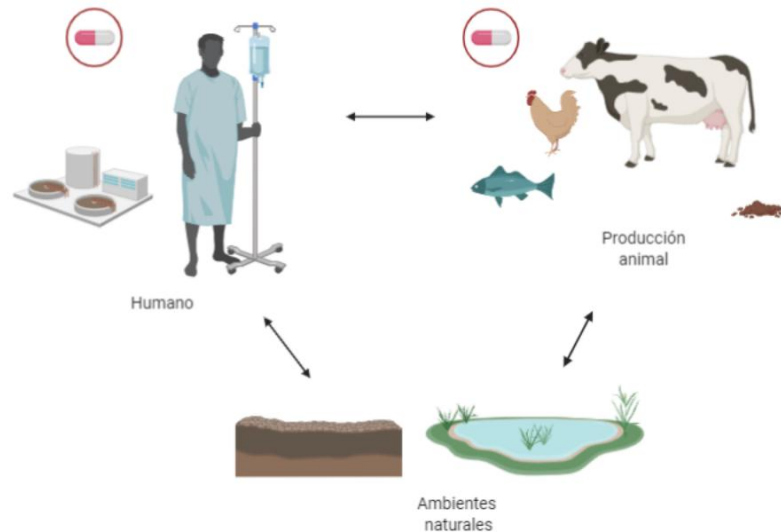 Humano
Producción
animal
Ambientes
naturales